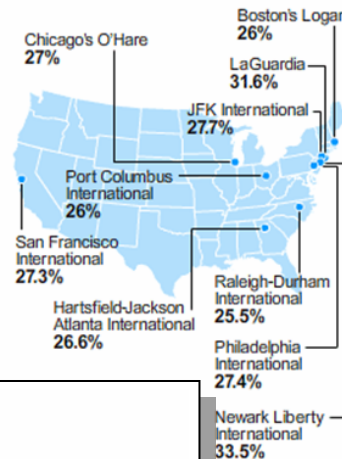 Boston's Logan
26%
Chicago's O'Hare
27%
LaGuardia
31.6%
JFK International
27.7%
Port Columbus
International
26%
San Francisco
International
27.3%
Hartsfield-Jackson
Atlanta International
26.6%
Raleigh-Durham
International
25.5%
Philadelphia
International
27.4%
Newark Liberty
International
33.5%